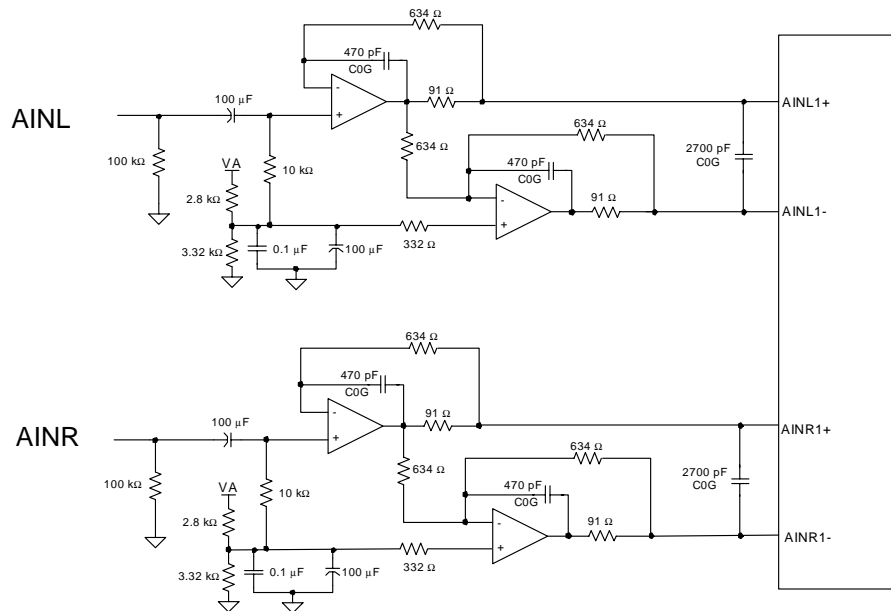 634 Ω
470 pF
C0G
91 Ω
100 µF
AINL
AINL1+
-
+
634 Ω
634 Ω
2700 pF
C0G
470 pF
C0G
100 kΩ
VA
10 kΩ
2.8 kΩ
91 Ω
-
+
AINL1-
3.32 kΩ
0.1 µF
100 µF
332 Ω
634 Ω
470 pF
C0G
91 Ω
100 µF
AINR
AINR1+
-
+
634 Ω
634 Ω
2700 pF
C0G
470 pF
C0G
100 kΩ
VA
10 kΩ
2.8 kΩ
91 Ω
-
+
AINR1-
3.32 kΩ
0.1 µF
100 µF
332 Ω